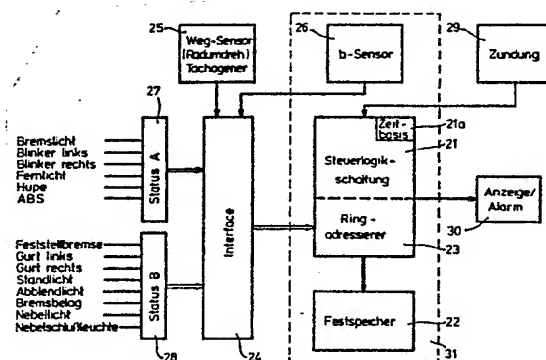 25
Weg-Sensor
(Radumdreh)
Tachogener
26
b-Sensor
29
Zündung
27
Status A
Bremslicht
Blinker links
Blinker rechts
Fernlicht
Hupe
ABS
Interface
24
Zeit-
basis
21a
21
Steuerlogik-
schaltung
Ring-
adressierer
23
Anzeige/
Alarm
30
Feststellbremse
Gurt links
Gurt rechts
Standlicht
Abblendlicht
Bremsbelag
Nebellicht
Nebelschlußleuchte
Status B
28
Festspeicher
22
31